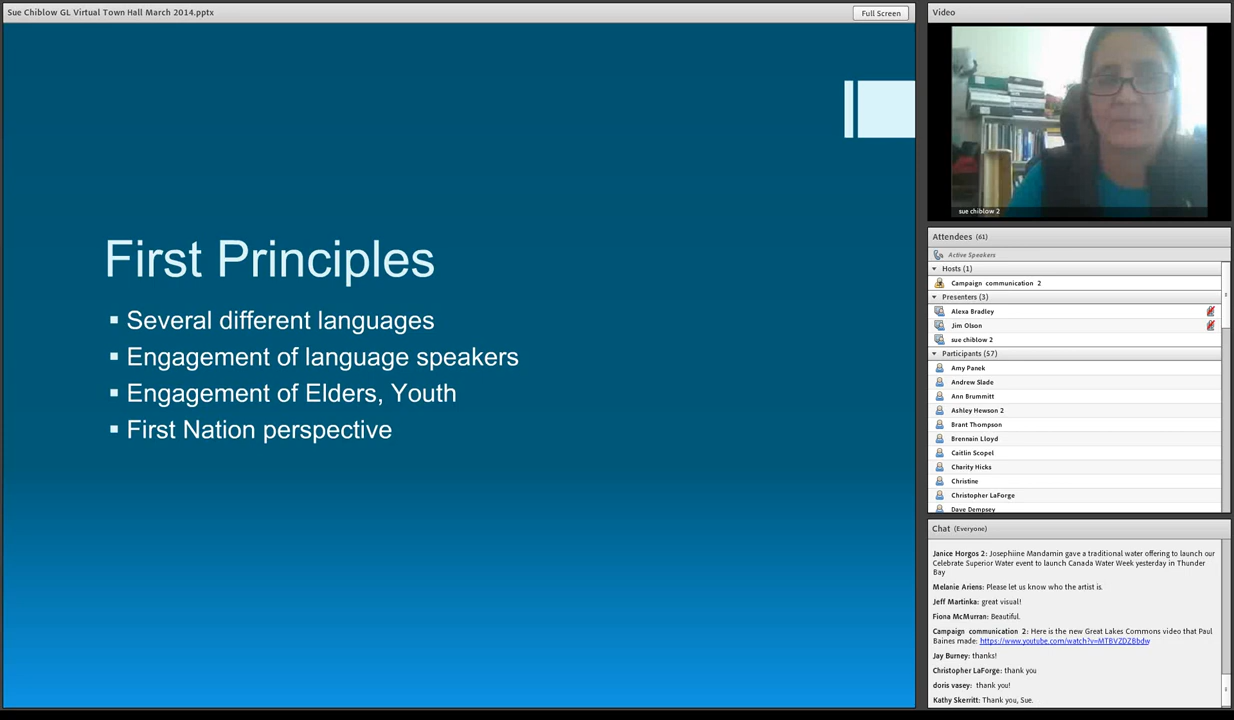 Sue Chiblow GL Virtual Town Hall March 2014.pptx
Full Screen
First Principles
Several different languages
Engagement of language speakers
Engagement of Elders, Youth
First Nation perspective
Video
sue chiblow 2
Attendees (61)
Active Speakers
Hosts (1)
Campaign communication 2
Presenters (3)
Alexa Bradley
Jim Olson
sue chiblow 2
Participants (57)
Amy Panek
Andrew Slade
Ann Brummitt
Ashley Hewson 2
Brant Thompson
Brennain Lloyd
Caitlin Scopel
Charity Hicks
Christine
Christopher LaForge
Dave Dempsey
Chat (Everyone)
Janice Horgos 2: Josephiine Mandamin gave a traditional water offering to launch our
Celebrate Superior Water event to launch Canada Water Week yesterday in Thunder
Bay
Melanie Ariens: Please let us know who the artist is.
Jeff Martinka: great visual!
Fiona McMurran: Beautiful.
Campaign communication 2: Here is the new Great Lakes Commons video that Paul
Baines made: https://www.youtube.com/watch?v=MTBVZDZBbdw
Jay Burney: thanks!
Christopher LaForge: thank you
doris vasey: thank you!
Kathy Skerritt: Thank you, Sue.